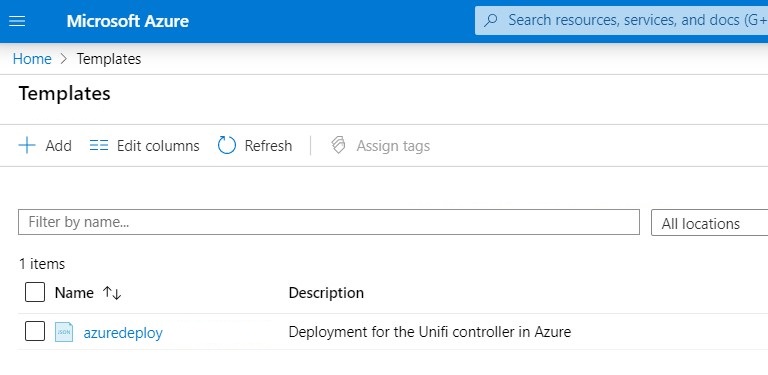 Microsoft Azure
Search resources, services, and docs (G+
Home > Templates
Templates
Add Edit columns Refresh Assign tags
Filter by name... All locations
1 items
Name ↑↓ Description
JSON azuredeploy Deployment for the Unifi controller in Azure